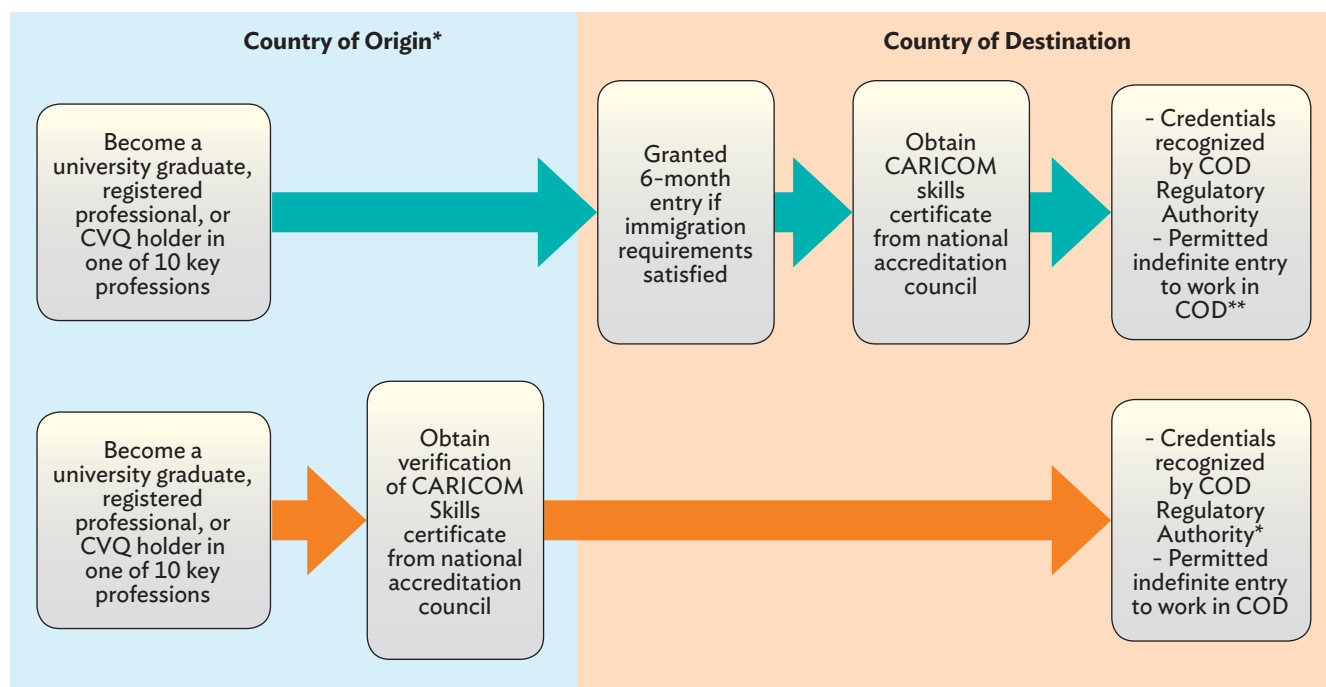 Country of Origin*
Country of Destination
Become a
university graduate,
registered
professional, or
CVQ holder in
one of 10 key
professions
Granted
6-month
entry if
immigration
requirements
satisfied
Obtain
CARICOM
skills
certificate
from national
accreditation
council
- Credentials
recognized
by COD
Regulatory
Authority
- Permitted
indefinite entry
to work in
COD**
Become a
university graduate,
registered
professional, or
CVQ holder in
one of 10 key
professions
Obtain
verification
of CARICOM
Skills
certificate
from national
accreditation
council
- Credentials
recognized
by COD
Regulatory
Authority*
- Permitted
indefinite entry
to work in COD